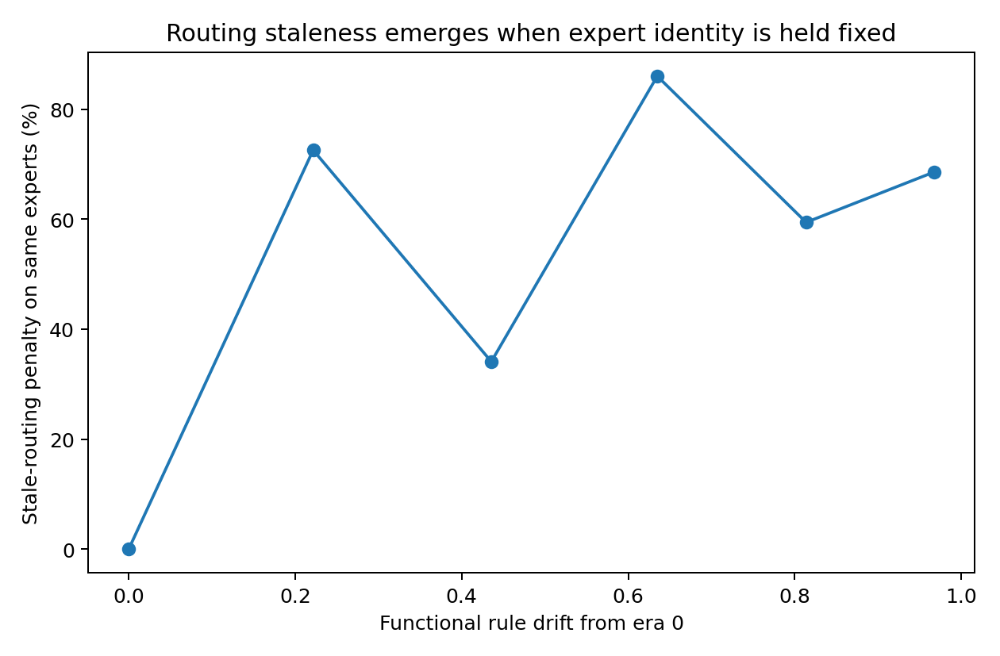 Routing staleness emerges when expert identity is held fixed
Stale-routing penalty on same experts (%)
80
60
40
20
0
0.0 0.2 0.4 0.6 0.8 1.0
Functional rule drift from era 0